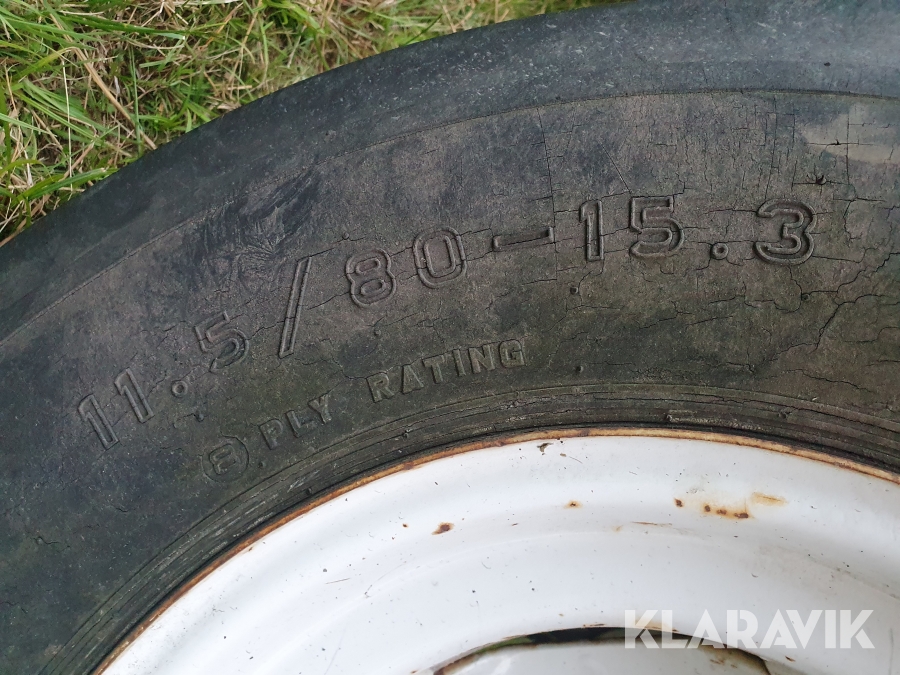 11.5/80-15.3
8 PLY RATING
KLARAVIK